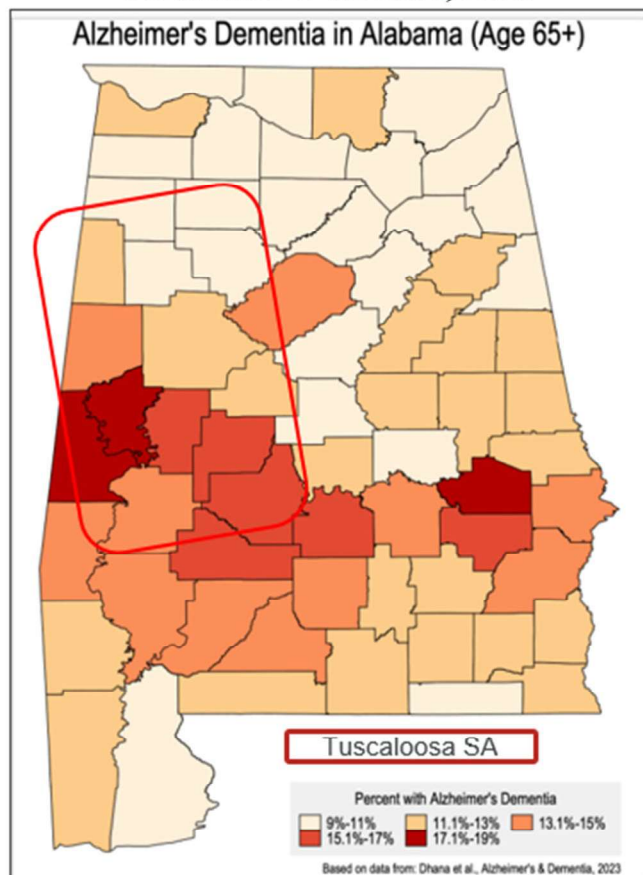 Alzheimer's Dementia in Alabama (Age 65+)
Tuscaloosa SA
Percent with Alzheimer's Dementia
9%-11% 11.1%-13% 13.1%-15%
15.1%-17% 17.1%-19%
Based on data from: Dhana et al., Alzheimer's & Dementia, 2023